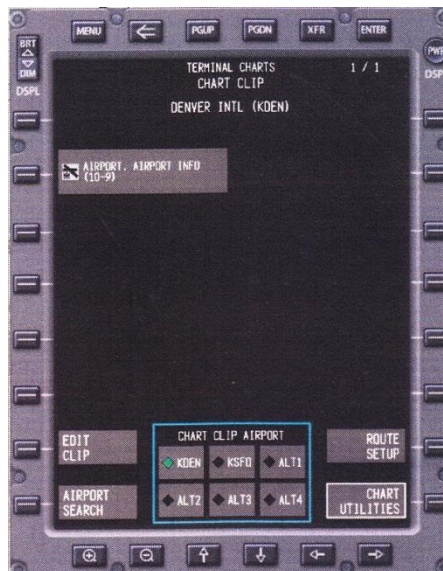 MENU
PGUP
PGDN
XFR
ENTER
BRT
DIM
DSPL
PWR
DSP
TERMINAL CHARTS 1 / 1
CHART CLIP
DENVER INTL (KDEN)
AIRPORT, AIRPORT INFO
(10-9)
EDIT
CLIP
CHART CLIP AIRPORT
KDEN
KSFO
ALT1
ALT2
ALT3
ALT4
ROUTE
SETUP
AIRPORT
SEARCH
CHART
UTILITIES